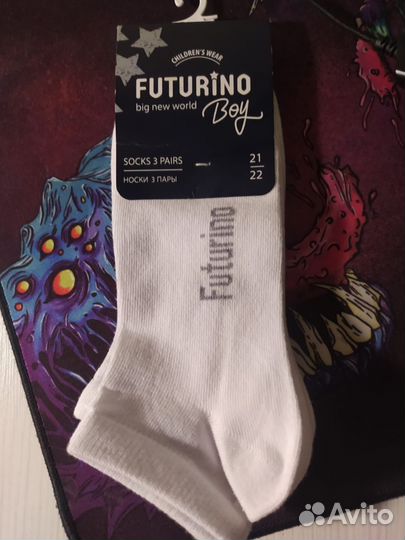 CHILDREN'S WEAR
FUTURINO
big new world
Boy
SOCKS 3 PAIRS
21
НОСКИ 3 ПАРЫ
22
Futurino
Avito